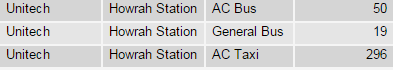 Unitech Howrah Station AC Bus 50
Unitech Howrah Station General Bus 19
Unitech Howrah Station AC Taxi 296